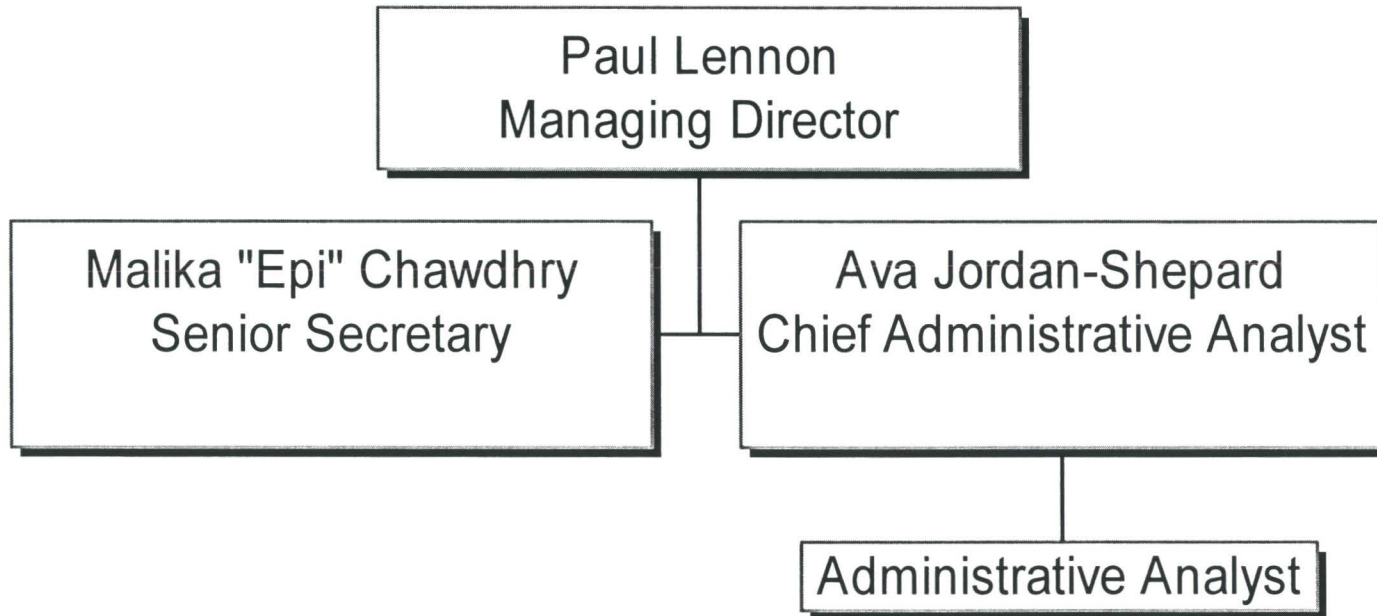 Paul Lennon
Managing Director
Malika "Epi" Chawdhry
Senior Secretary
Ava Jordan-Shepard
Chief Administrative Analyst
Administrative Analyst